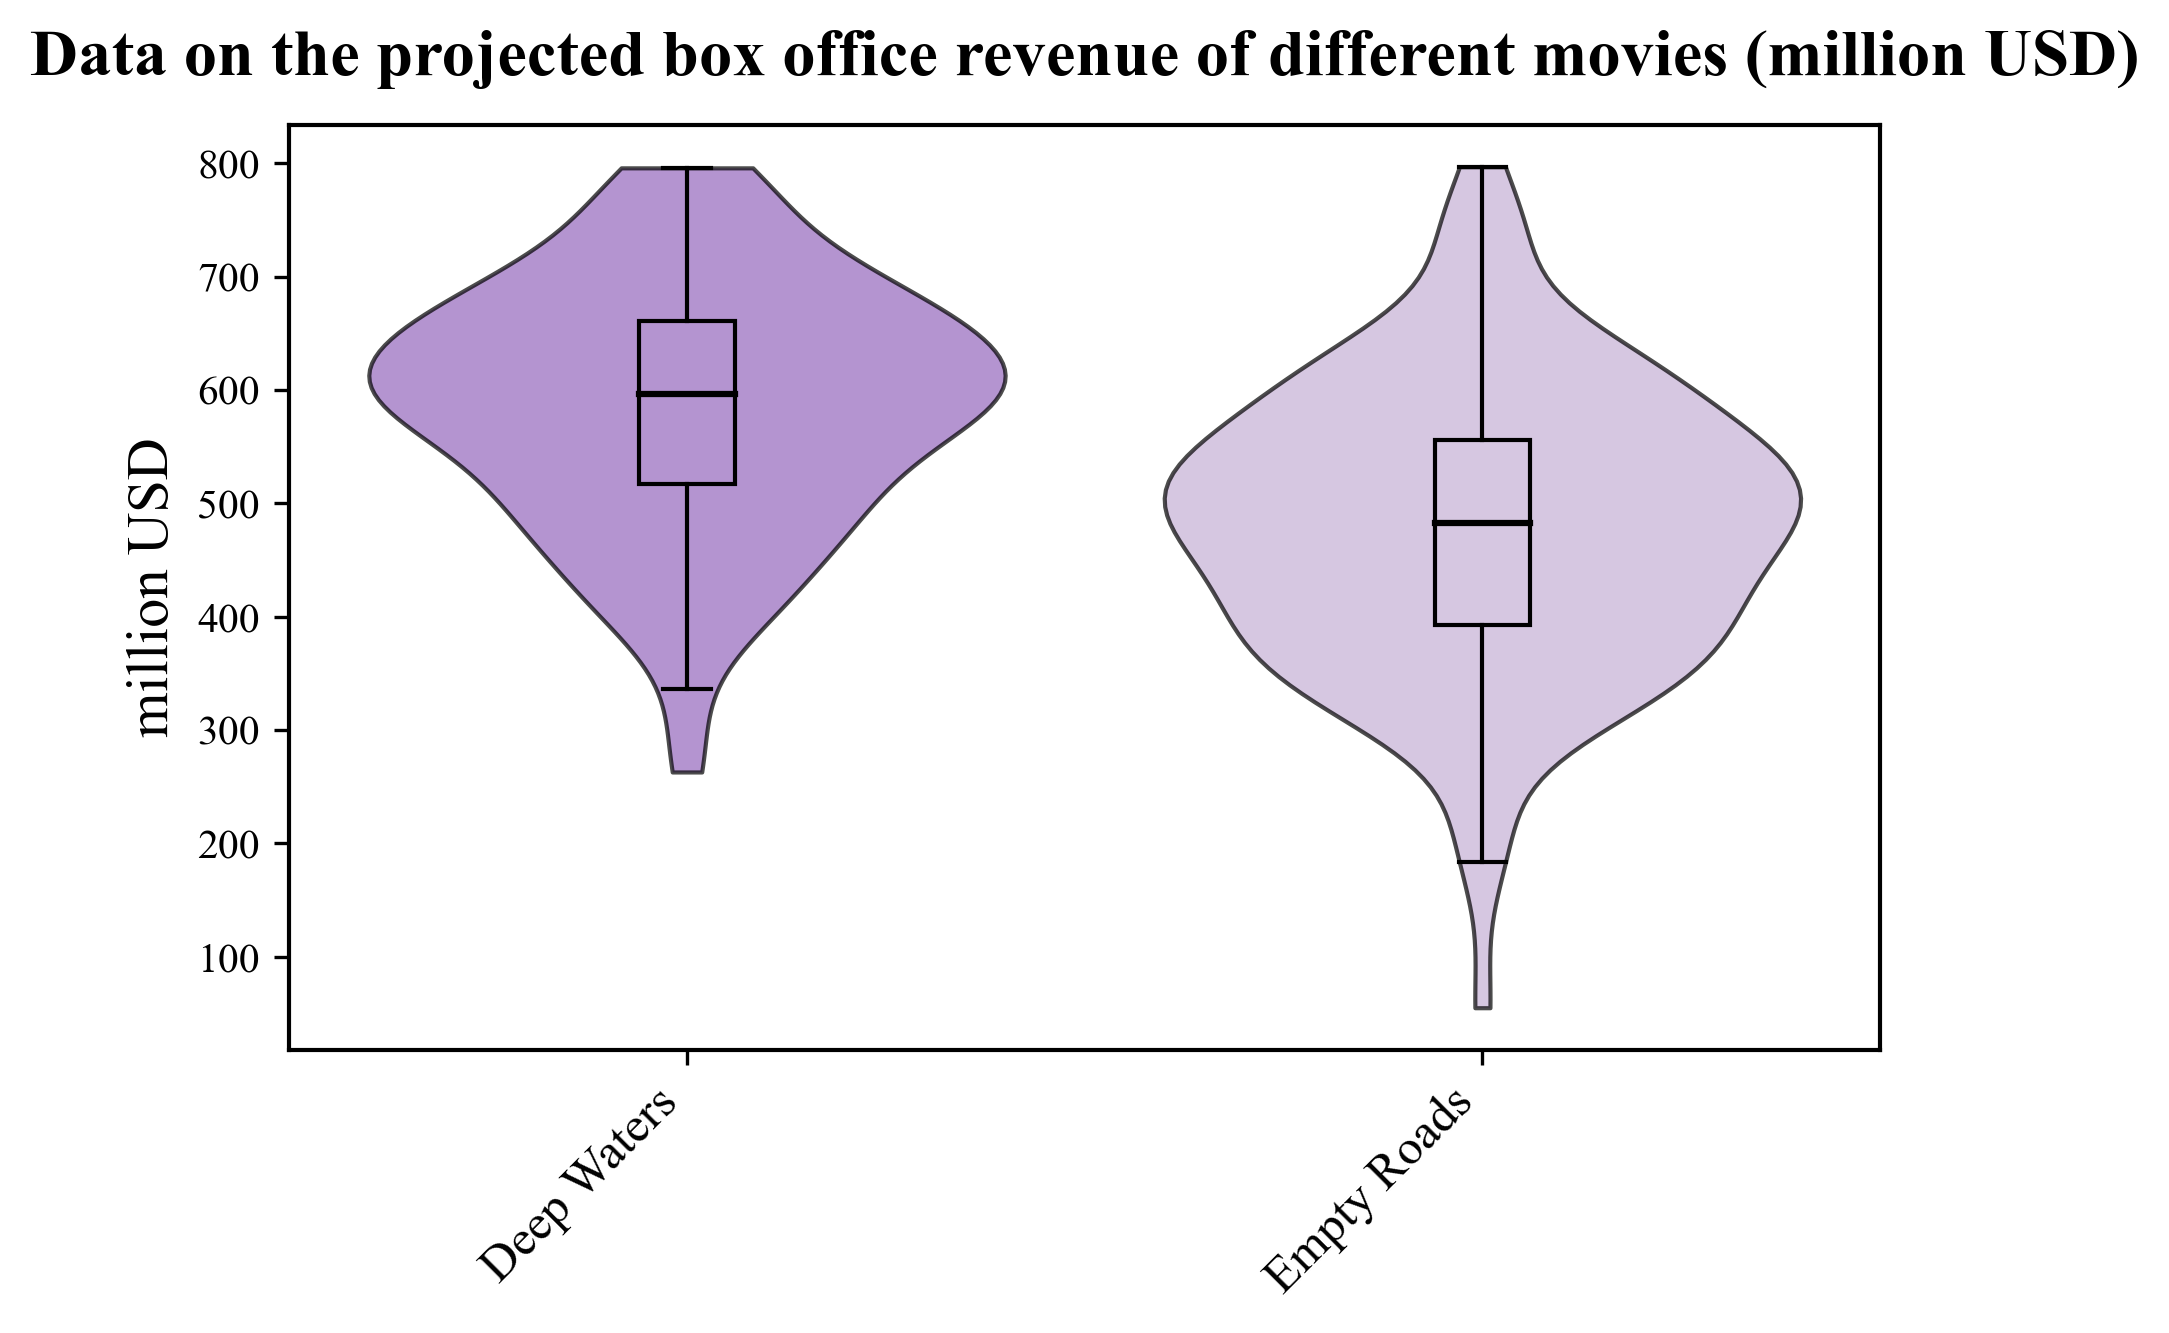 Data on the projected box office revenue of different movies (million USD)
million USD
800
700
600
500
400
300
200
100
Deep Waters
Empty Roads